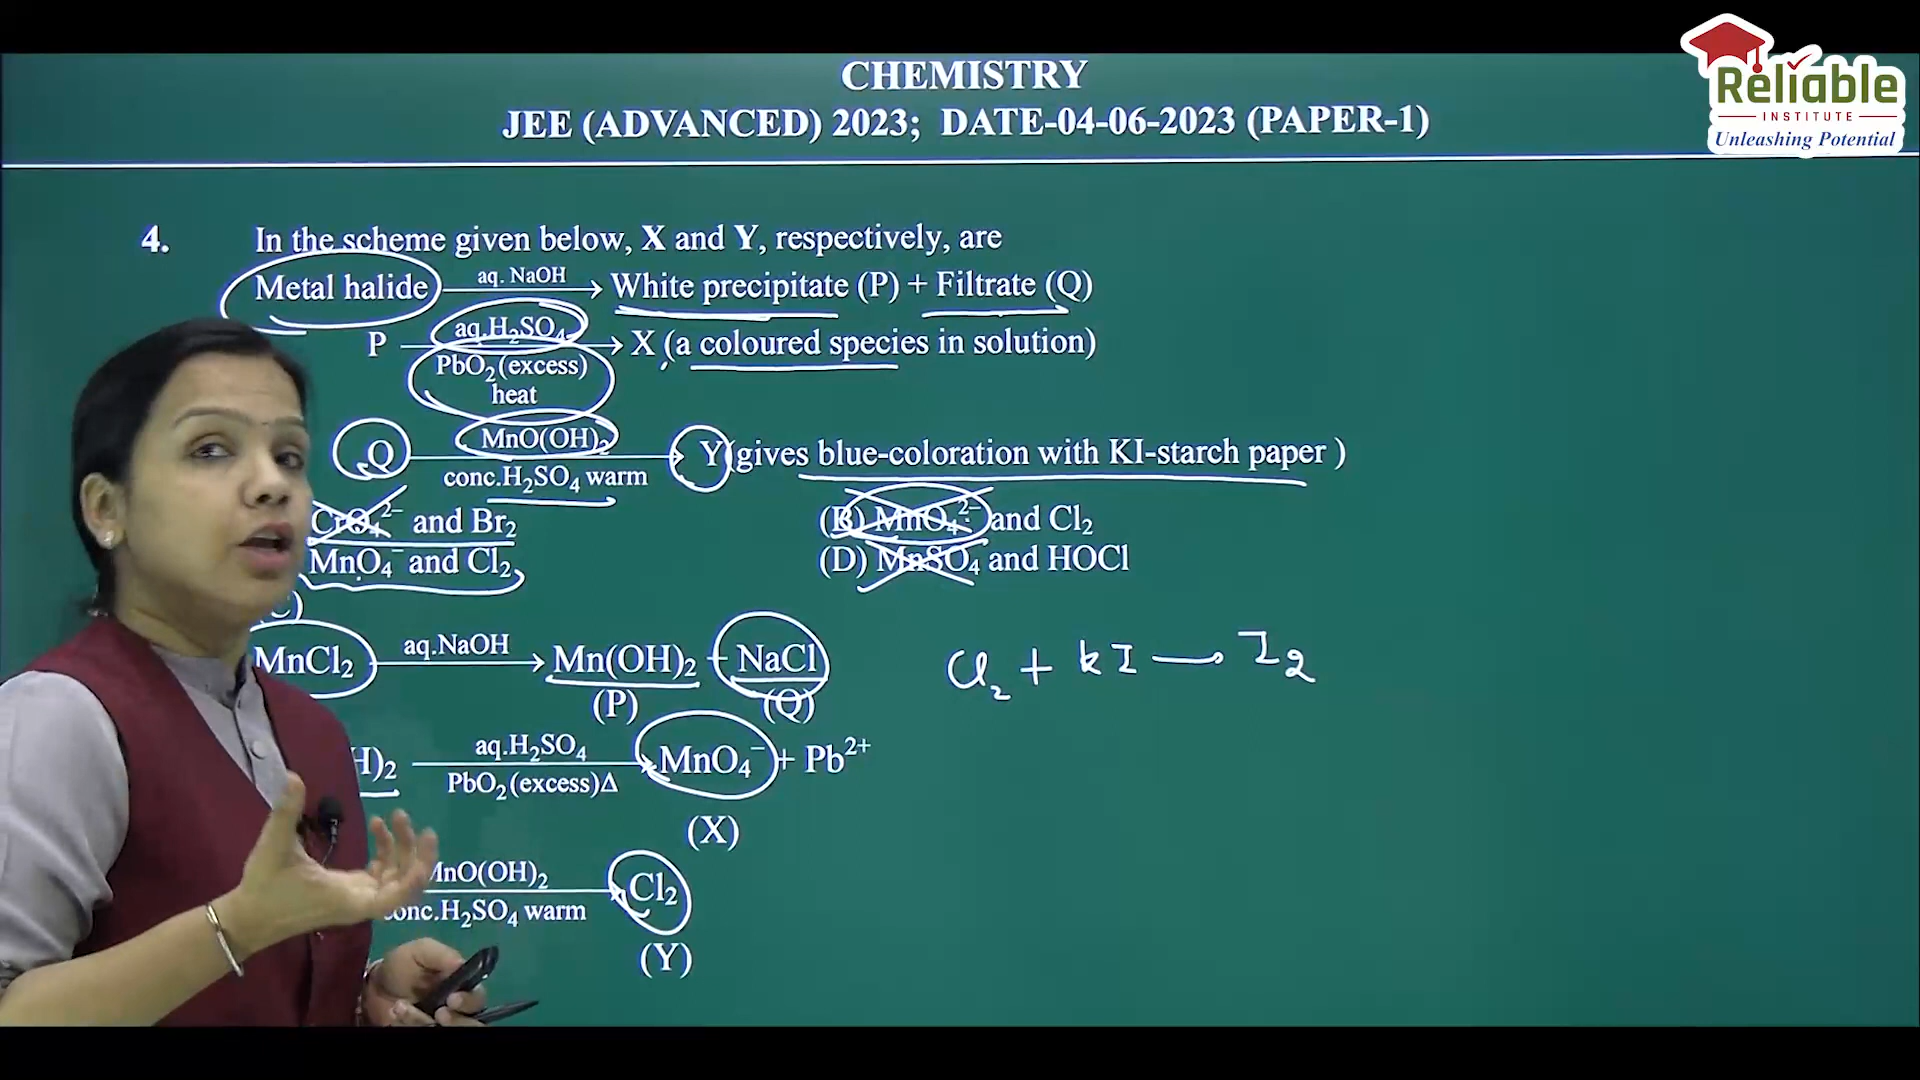 Reliable
INSTITUTE
Unleashing Potential
CHEMISTRY
JEE (ADVANCED) 2023; DATE-04-06-2023 (PAPER-1)
4. In the scheme given below, X and Y, respectively, are
Metal halide —aq. NaOH→ White precipitate (P) + Filtrate (Q)
P —aq.H₂SO₄ / PbO₂(excess) heat→ X (a coloured species in solution)
Q —MnO(OH)₂ / conc.H₂SO₄ warm→ Y(gives blue-coloration with KI-starch paper )
CrO₄²⁻ and Br₂ (B) MnO₄²⁻ and Cl₂
MnO₄⁻ and Cl₂ (D) MnSO₄ and HOCl
MnCl₂ —aq.NaOH→ Mn(OH)₂ + NaCl
(P) (Q)
Cl₂ + KI → I₂
H)₂ —aq.H₂SO₄ / PbO₂(excess)Δ→ MnO₄⁻ + Pb²⁺
(X)
MnO(OH)₂ / conc.H₂SO₄ warm→ Cl₂
(Y)